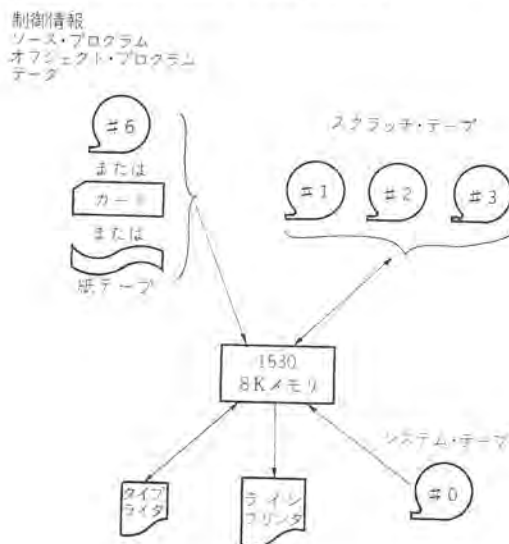 制御情報
ソース・プログラム
オブジェクト・プログラム
データ
#6
または
カード
または
紙テープ
スクラッチ・テープ
#1
#2
#3
1530
8Kメモリ
システム・テープ
#0
タイプ
ライタ
ライン
プリンタ